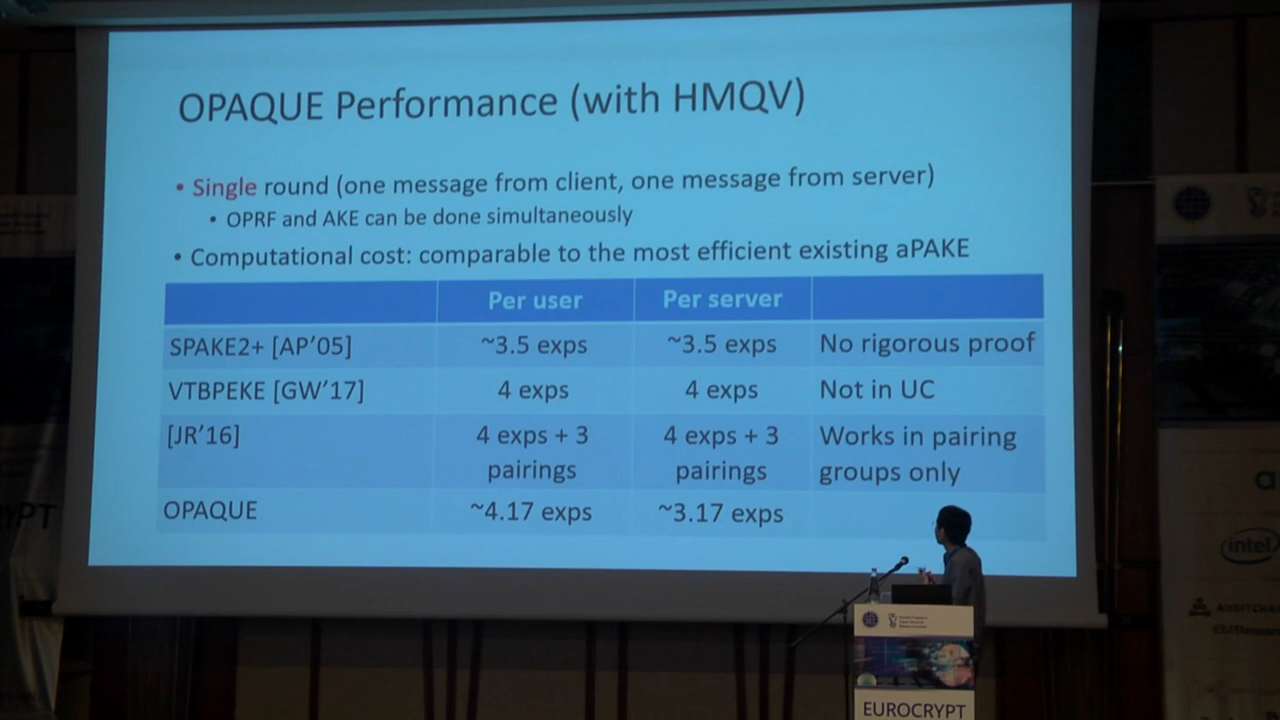 OPAQUE Performance (with HMQV)
• Single round (one message from client, one message from server)
• OPRF and AKE can be done simultaneously
• Computational cost: comparable to the most efficient existing aPAKE
Per user Per server
SPAKE2+ [AP'05] ~3.5 exps ~3.5 exps No rigorous proof
VTBPEKE [GW'17] 4 exps 4 exps Not in UC
[JR'16] 4 exps + 3 4 exps + 3 Works in pairing
pairings pairings groups only
OPAQUE ~4.17 exps ~3.17 exps
intel
EUROCRYPT